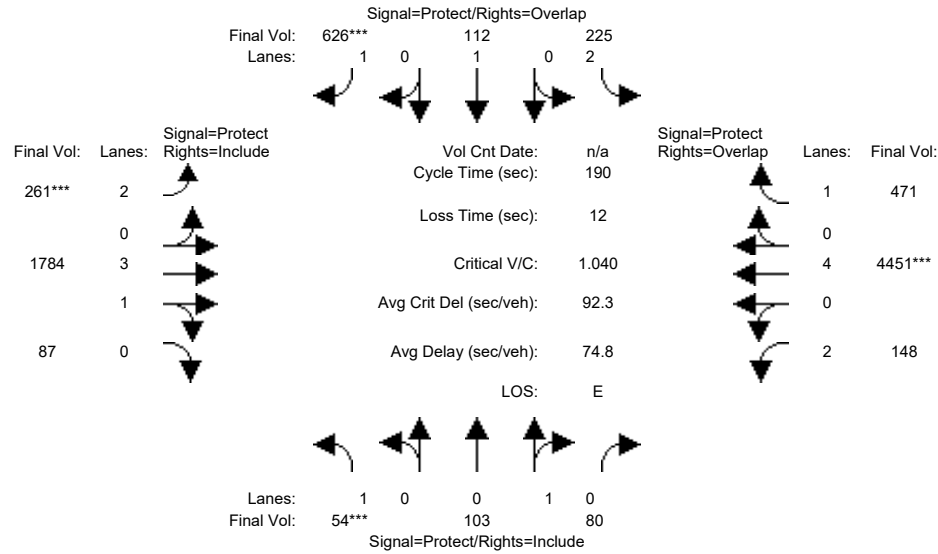 Signal=Protect/Rights=Overlap
Final Vol: 626*** 112 225
Lanes: 1 0 1 0 2
Signal=Protect Signal=Protect
Final Vol: Lanes: Rights=Include Vol Cnt Date: n/a Rights=Overlap Lanes: Final Vol:
Cycle Time (sec): 190
261*** 2 1 471
Loss Time (sec): 12
0 0
1784 3 Critical V/C: 1.040 4 4451***
1 Avg Crit Del (sec/veh): 92.3 0
87 0 Avg Delay (sec/veh): 74.8 2 148
LOS: E
Lanes: 1 0 0 1 0
Final Vol: 54*** 103 80
Signal=Protect/Rights=Include